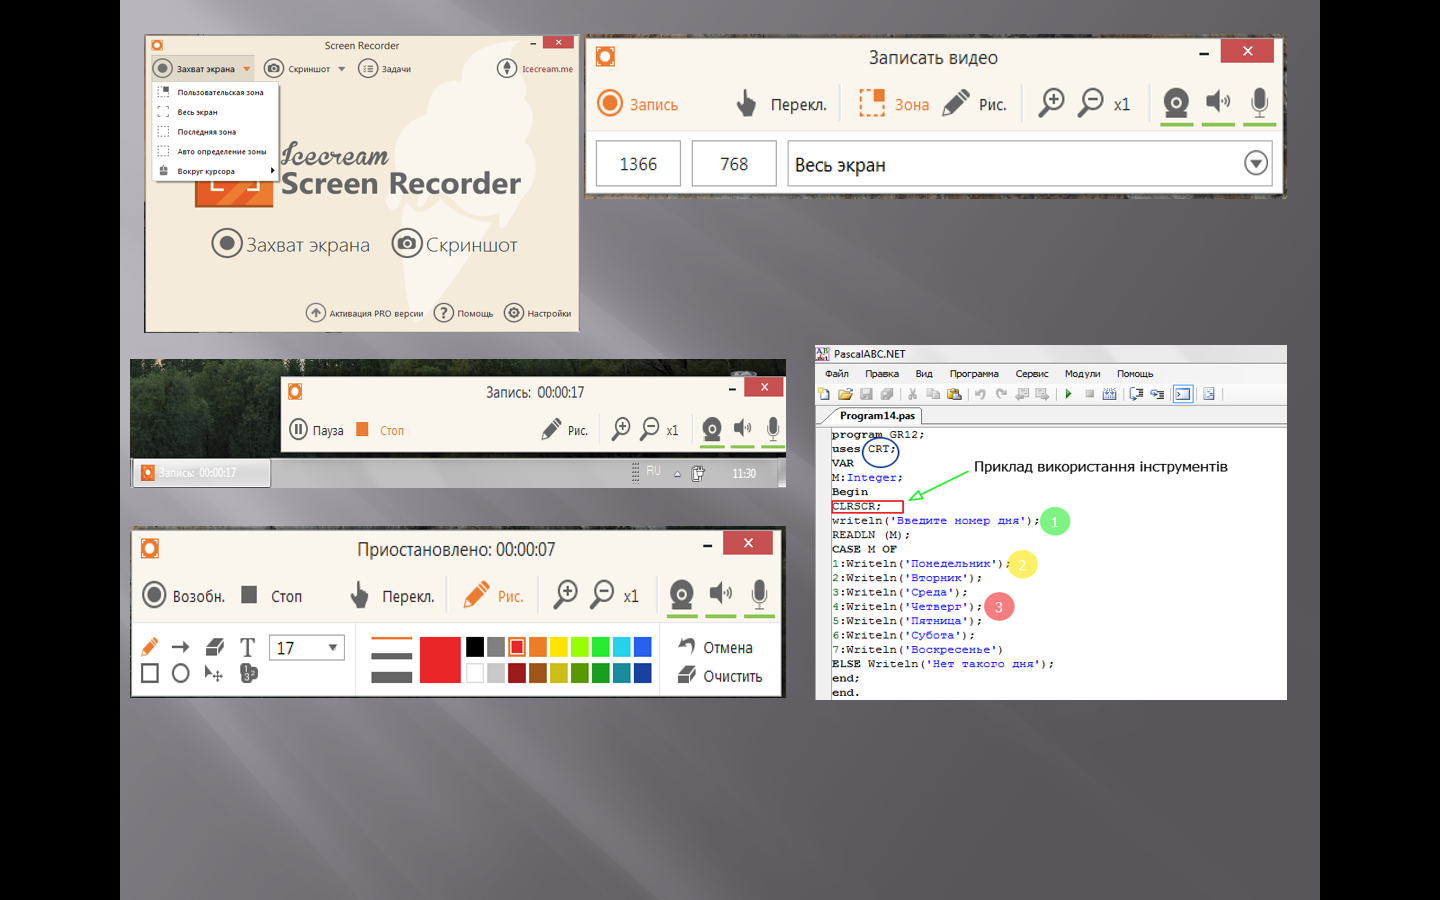 Screen Recorder
Захват экрана Скриншот Задачи Icecream.me
Пользовательская зона
Весь экран
Последняя зона
Авто определение зоны
Вокруг курсора
Icecream
Screen Recorder
Захват экрана Скриншот
Активация PRO версии ? Помощь Настройки
Записать видео
Запись Перекл. Зона Рис. x1
1366 768 Весь экран
Запись: 00:00:17
Пауза Стоп Рис. x1
Запись: 00:00:17 RU 11:30
Приостановлено: 00:00:07
Возобн. Стоп Перекл. Рис. x1
T 17 Отмена
1 2 3 Очистить
PascalABC.NET
Файл Правка Вид Программа Сервис Модули Помощь
Program14.pas
program GR12;
uses CRT;
VAR
Приклад використання інструментів
M:Integer;
Begin
CLRSCR;
writeln('Введите номер дня'); 1
READLN (M);
CASE M OF
1:Writeln('Понедельник'); 2
2:Writeln('Вторник');
3:Writeln('Среда');
4:Writeln('Четверг'); 3
5:Writeln('Пятница');
6:Writeln('Субота');
7:Writeln('Воскресенье')
ELSE Writeln('Нет такого дня');
end;
end.